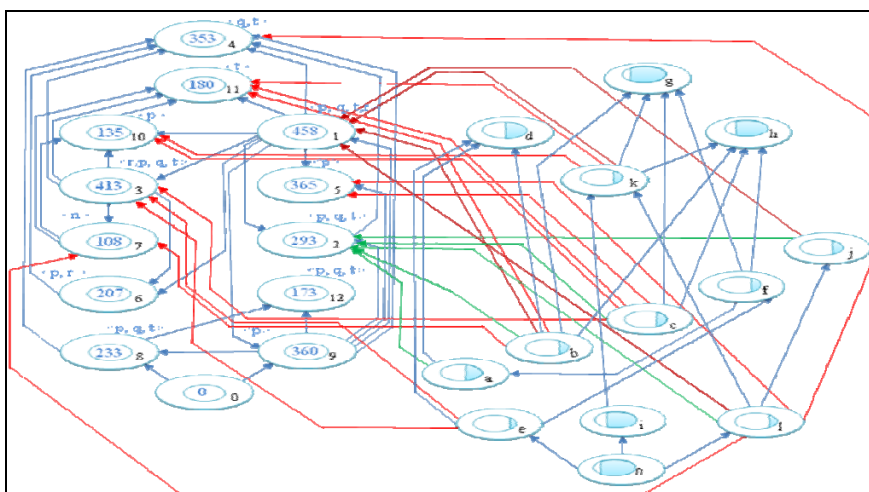 <q,t>
353 4
<t>
180 11
<p>
135 10
<p,q,t>
458 1
<r,p,q,t>
413 3
<p>
365 5
<n>
108 7
<p,q,t>
293 2
<p,r>
207 6
<p,q,t>
173 12
<p,q,t>
233 8
<p>
360 9
0 0
g
d
h
k
j
f
c
b
a
e
i
l
n